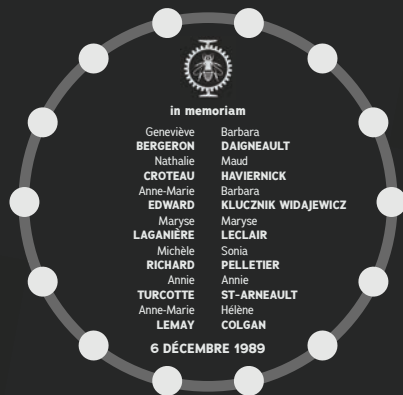 in memoriam
Geneviève
BERGERON
Nathalie
CROTEAU
Anne-Marie
EDWARD
Maryse
LAGANIÈRE
Michèle
RICHARD
Annie
TURCOTTE
Anne-Marie
LEMAY
Barbara
DAIGNEAULT
Maud
HAVIERNICK
Barbara
KLUCZNIK WIDAJEWICZ
Maryse
LECLAIR
Sonia
PELLETIER
Annie
ST-ARNEAULT
Hélène
COLGAN
6 DÉCEMBRE 1989